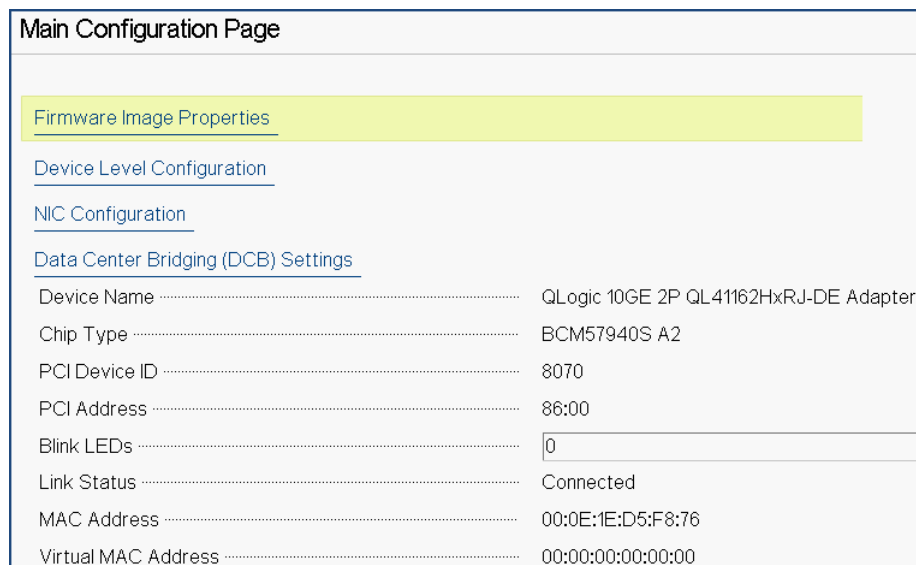 Main Configuration Page
Firmware Image Properties
Device Level Configuration
NIC Configuration
Data Center Bridging (DCB) Settings
Device Name QLogic 10GE 2P QL41162HxRJ-DE Adapter
Chip Type BCM57940S A2
PCI Device ID 8070
PCI Address 86:00
Blink LEDs 0
Link Status Connected
MAC Address 00:0E:1E:D5:F8:76
Virtual MAC Address 00:00:00:00:00:00